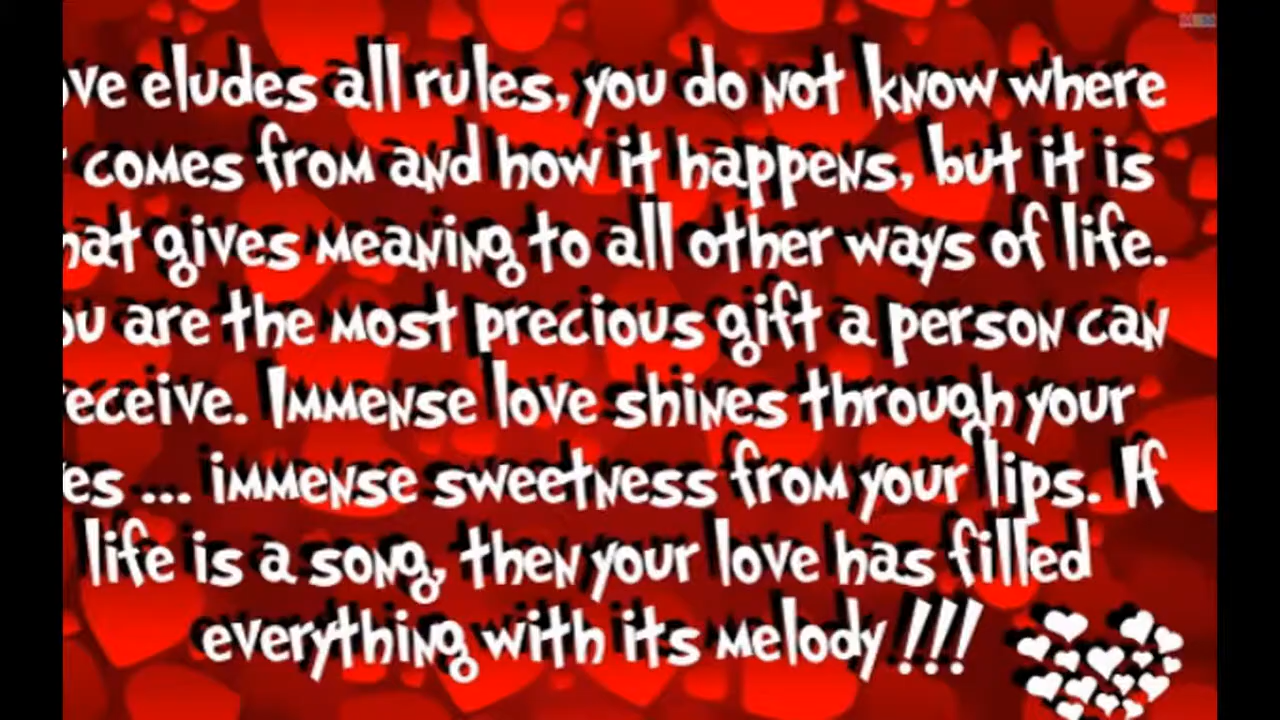 ove eludes all rules, you do not know where
comes from and how it happens, but it is
hat gives meaning to all other ways of life.
ou are the most precious gift a person can
eceive. Immense love shines through your
es ... immense sweetness from your lips. If
life is a song, then your love has filled
everything with its melody !!!